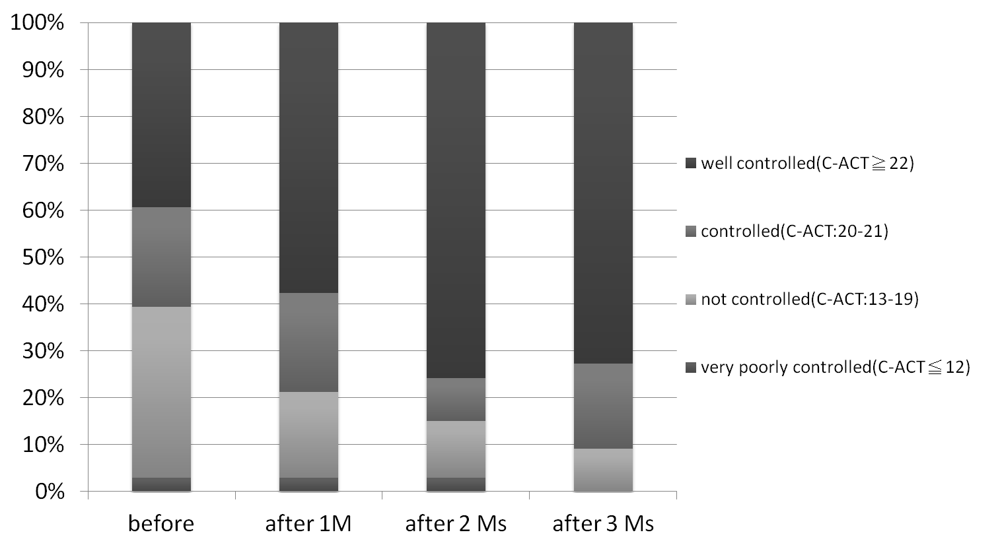 100%
90%
80%
70%
60%
50%
40%
30%
20%
10%
0%
before
after 1M
after 2 Ms
after 3 Ms
well controlled(C-ACT≧22)
controlled(C-ACT:20-21)
not controlled(C-ACT:13-19)
very poorly controlled(C-ACT≦12)